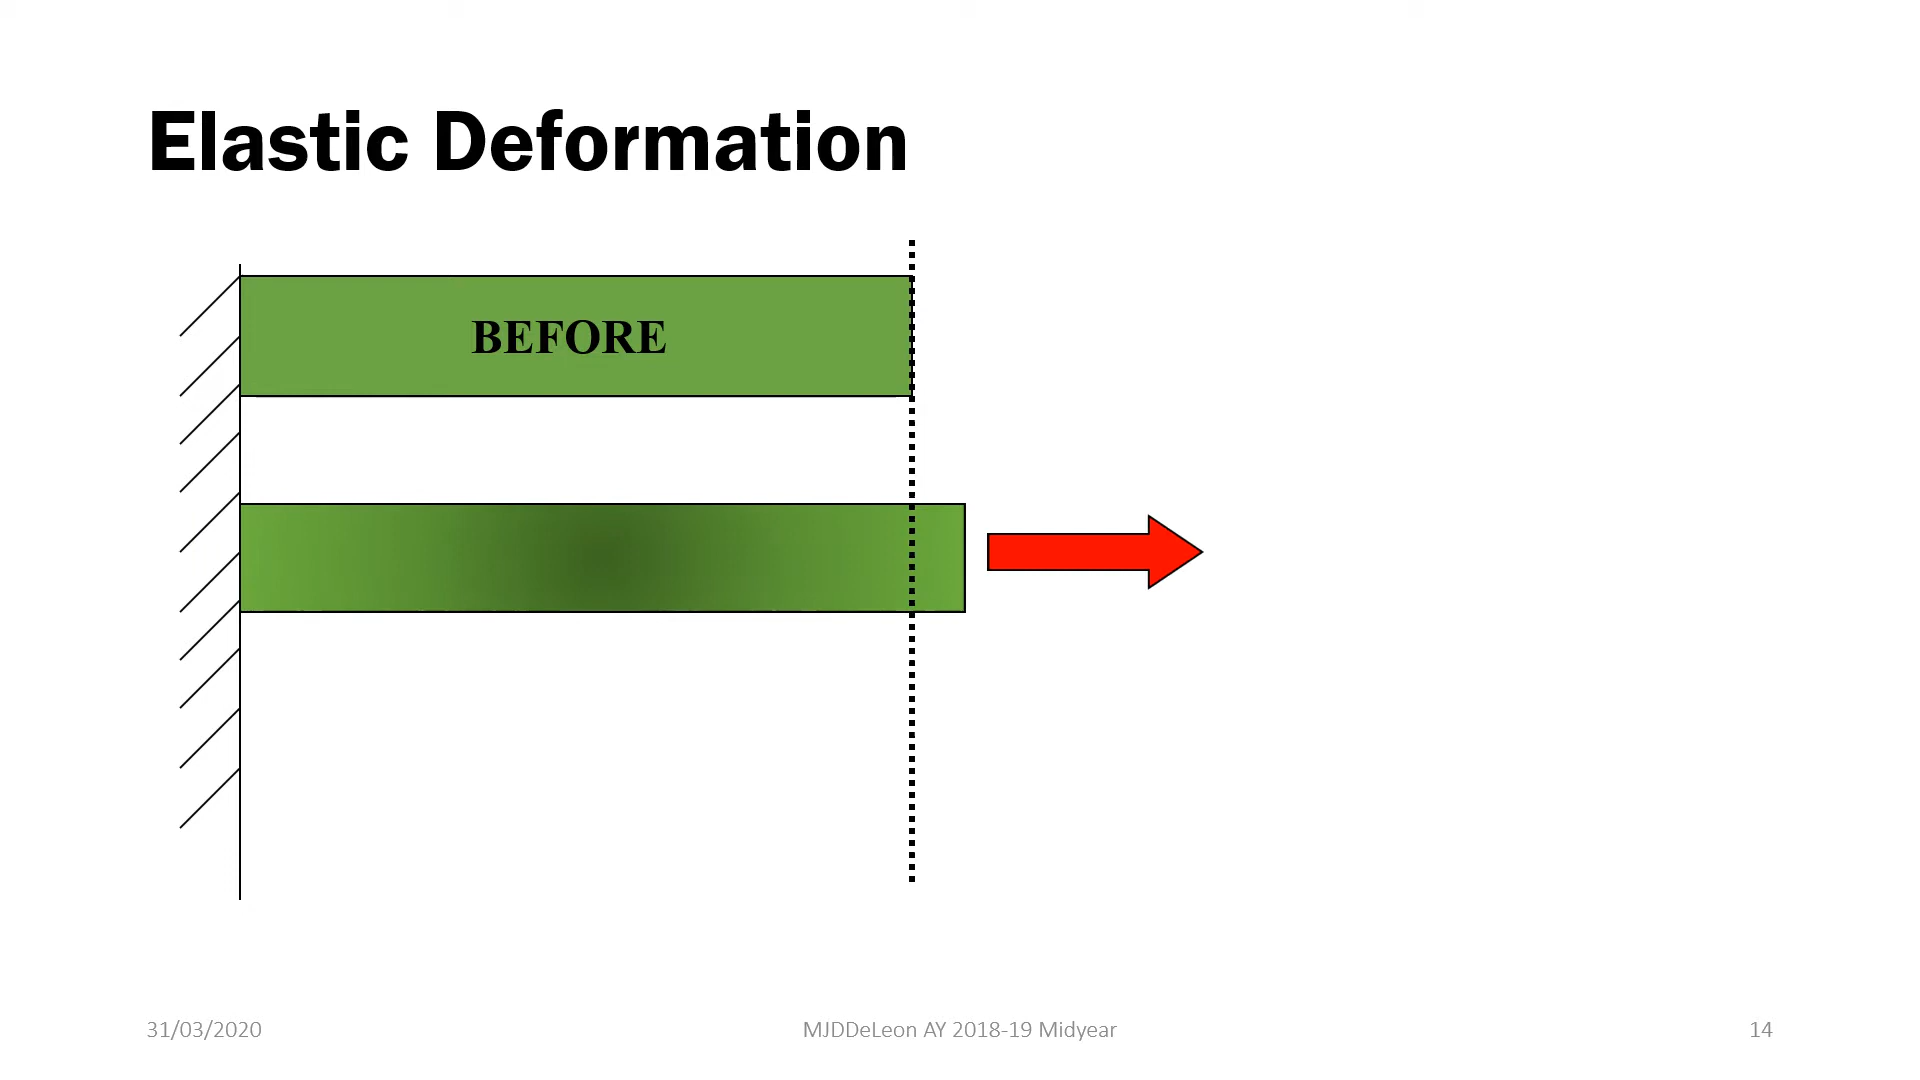 Elastic Deformation
BEFORE
31/03/2020
MJDDeLeon AY 2018-19 Midyear
14